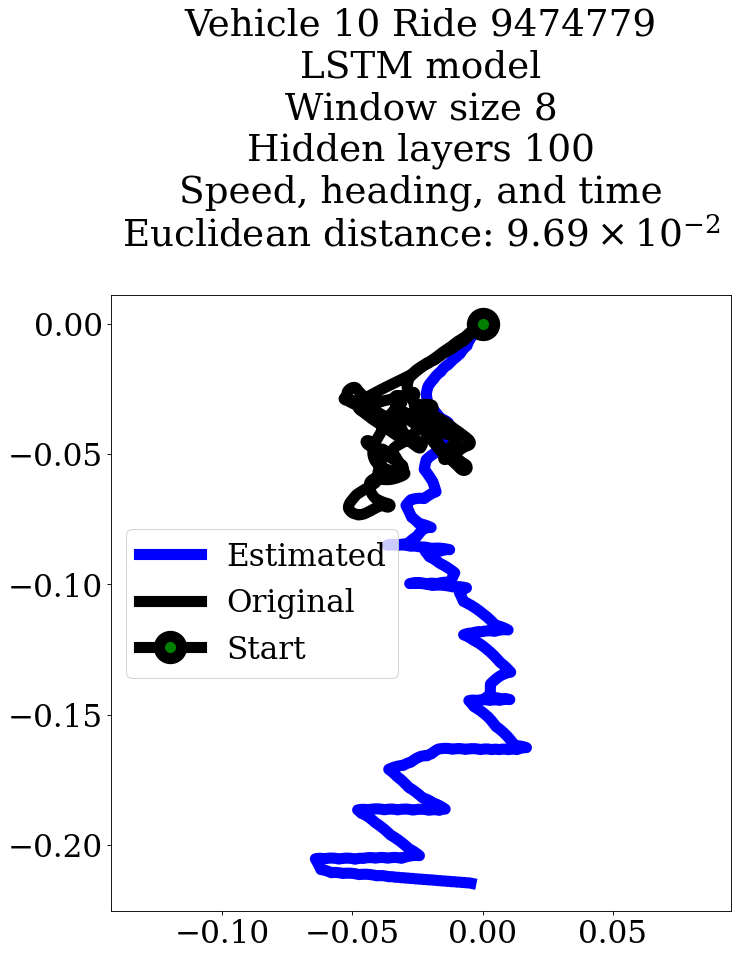 Vehicle 10 Ride 9474779
LSTM model
Window size 8
Hidden layers 100
Speed, heading, and time
Euclidean distance: 9.69 × 10⁻²
0.00
−0.05
−0.10
−0.15
−0.20
Estimated
Original
Start
−0.10 −0.05 0.00 0.05